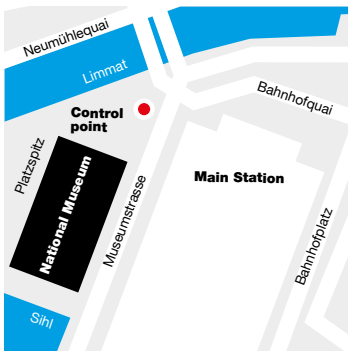 Neumühlequai
Limmat
Control
point
Bahnhofquai
Platzspitz
National Museum
Museumstrasse
Main Station
Bahnhofplatz
Sihl